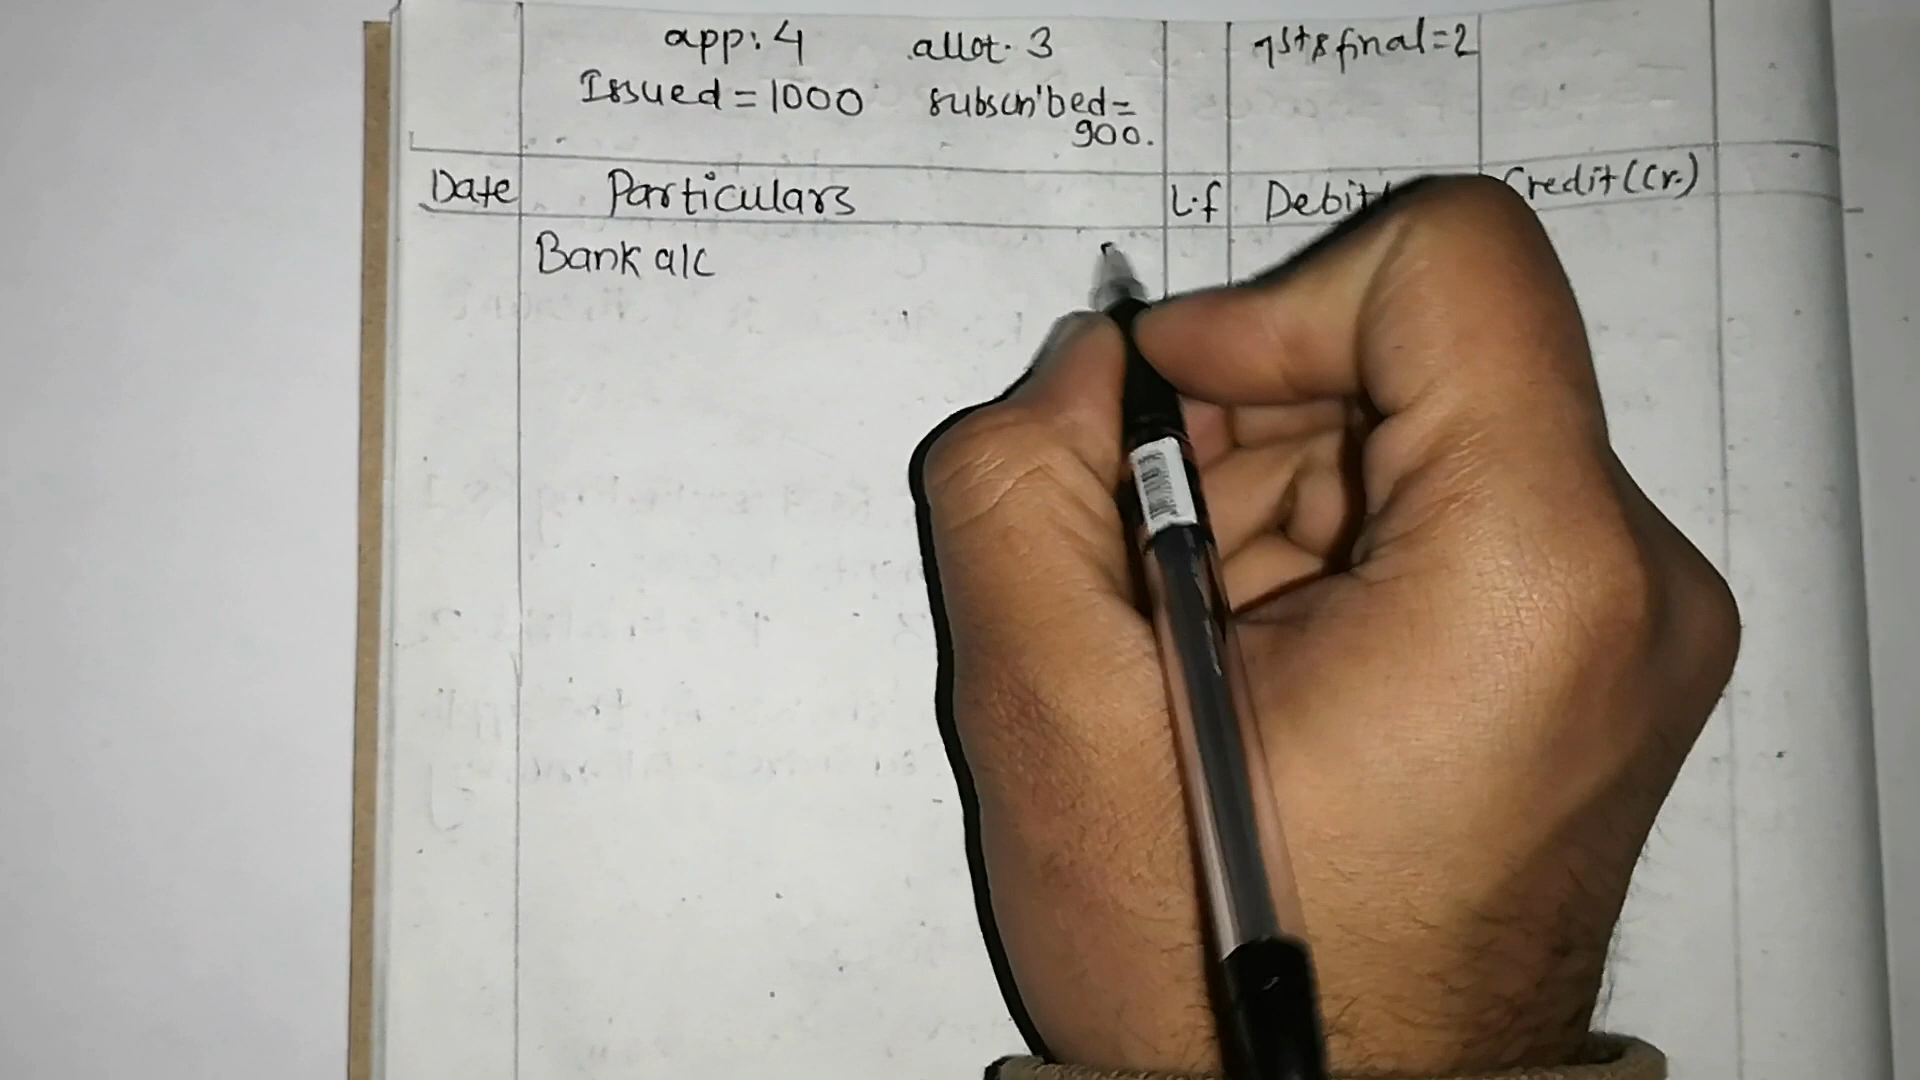 app: 4 allot. 3 1st & final = 2
Issued = 1000 subscribed =
900.
Date Particulars L.f Debit Credit (Cr.)
Bank a/c